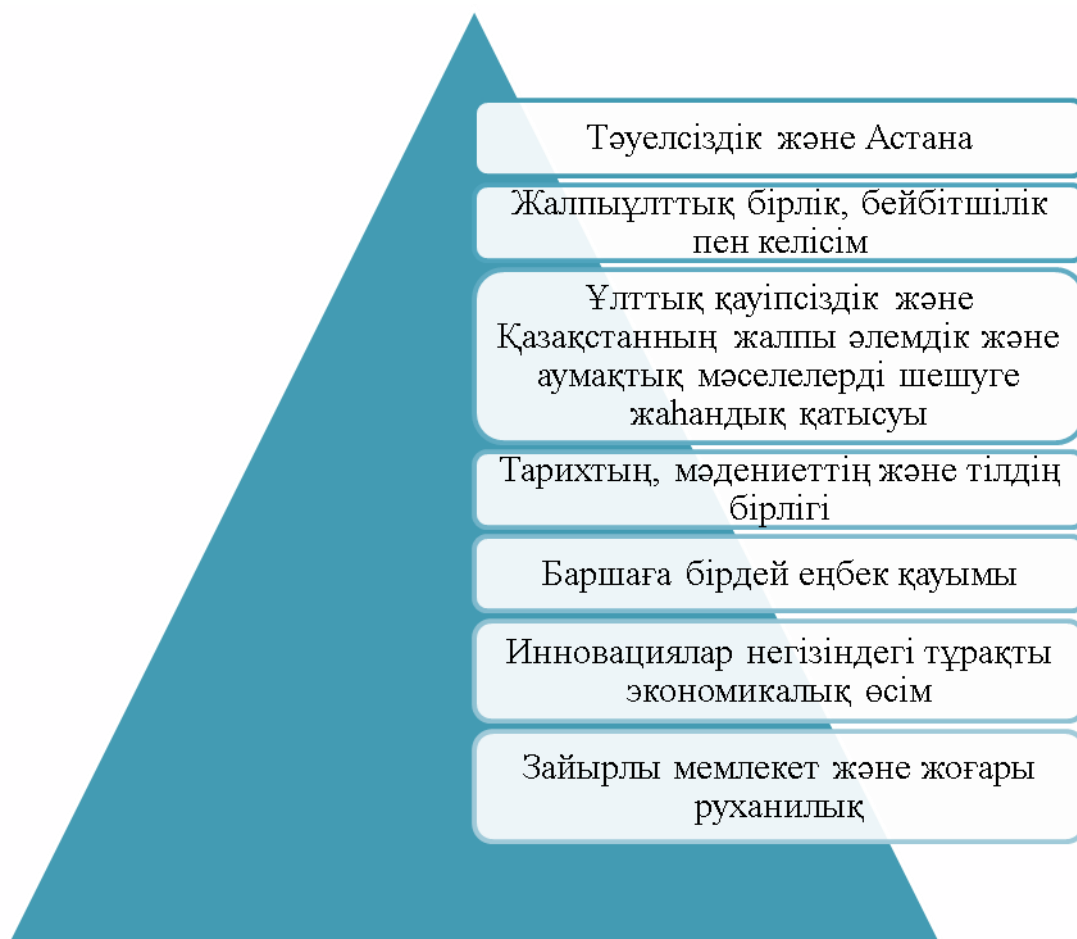 Тәуелсіздік және Астана
Жалпыұлттық бірлік, бейбітшілік
пен келісім
Ұлттық қауіпсіздік және
Қазақстанның жалпы әлемдік және
аумақтық мәселелерді шешуге
жаһандық қатысуы
Тарихтың, мәдениеттің және тілдің
бірлігі
Баршаға бірдей еңбек қауымы
Инновациялар негізіндегі тұрақты
экономикалық өсім
Зайырлы мемлекет және жоғары
руханилық